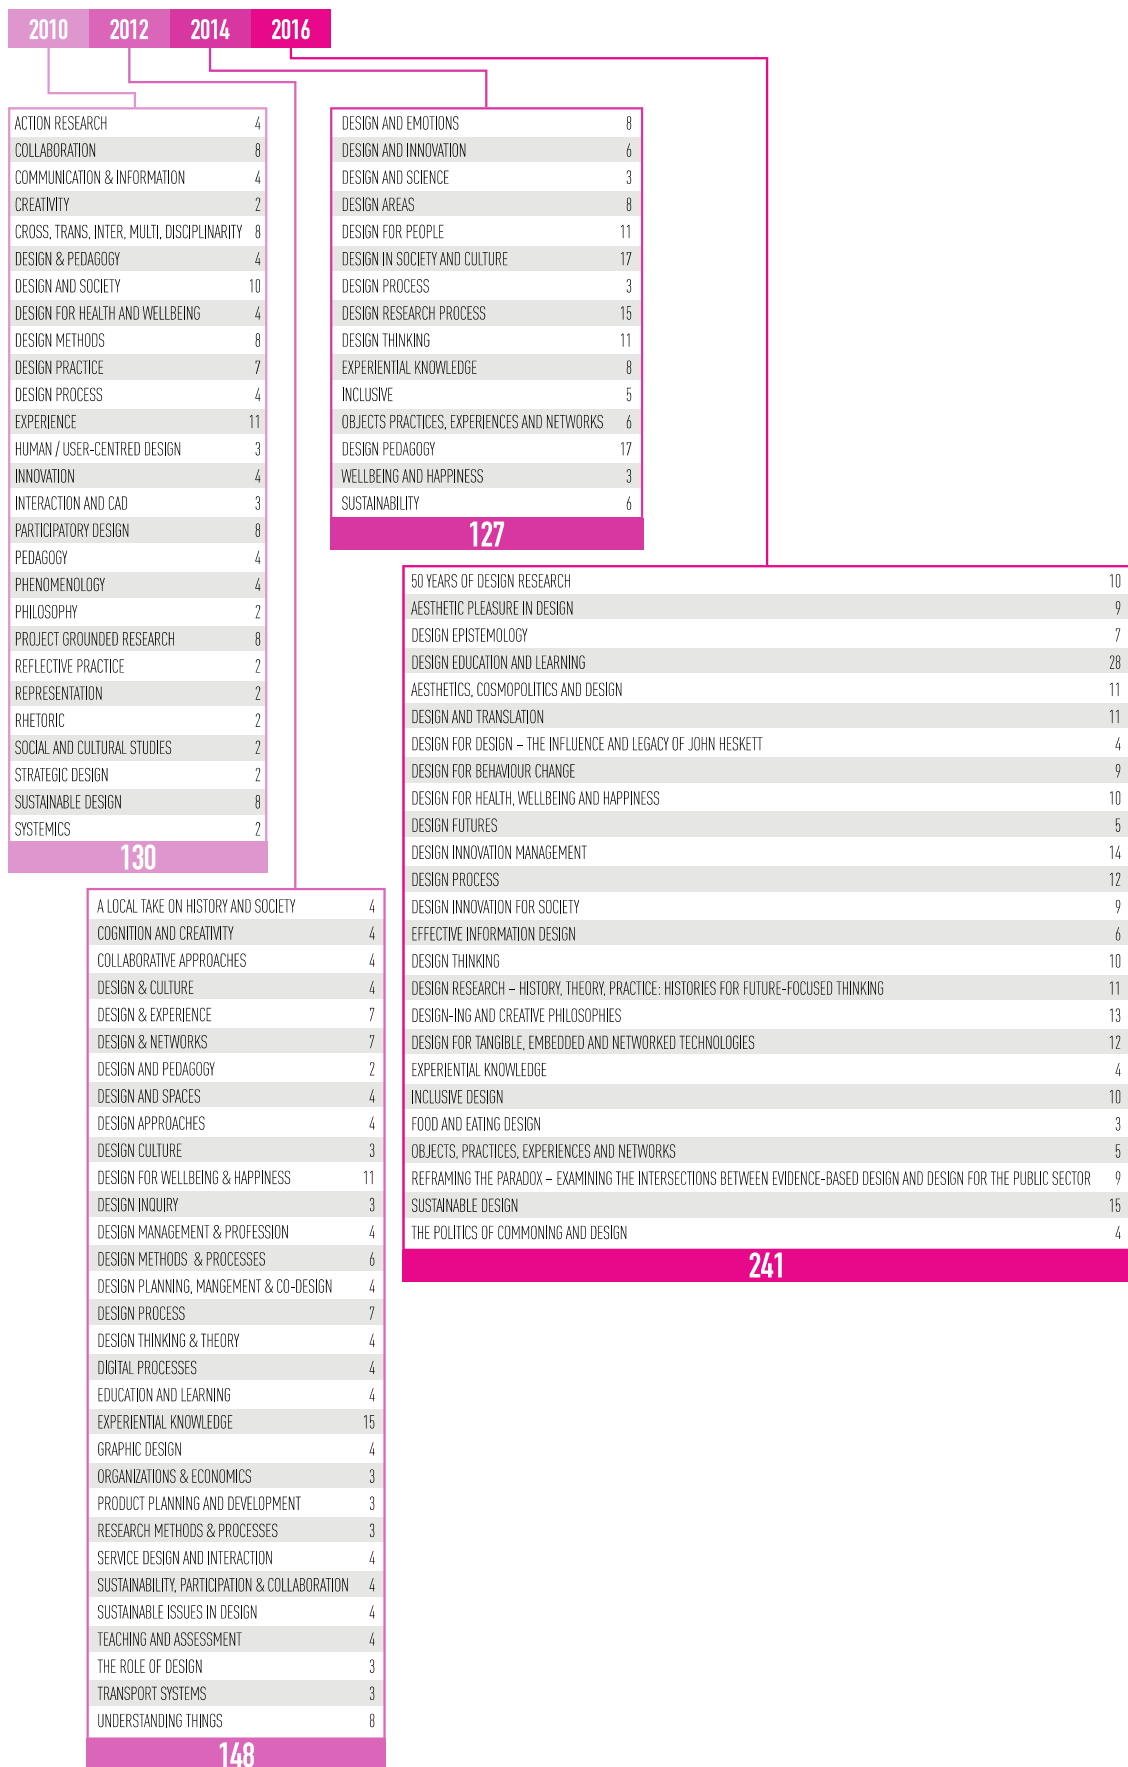 2010 2012 2014 2016
ACTION RESEARCH 4
COLLABORATION 8
COMMUNICATION & INFORMATION 4
CREATIVITY 2
CROSS, TRANS, INTER, MULTI, DISCIPLINARITY 8
DESIGN & PEDAGOGY 4
DESIGN AND SOCIETY 10
DESIGN FOR HEALTH AND WELLBEING 4
DESIGN METHODS 8
DESIGN PRACTICE 7
DESIGN PROCESS 4
EXPERIENCE 11
HUMAN / USER-CENTRED DESIGN 3
INNOVATION 4
INTERACTION AND CAD 3
PARTICIPATORY DESIGN 8
PEDAGOGY 4
PHENOMENOLOGY 4
PHILOSOPHY 2
PROJECT GROUNDED RESEARCH 8
REFLECTIVE PRACTICE 2
REPRESENTATION 2
RHETORIC 2
SOCIAL AND CULTURAL STUDIES 2
STRATEGIC DESIGN 2
SUSTAINABLE DESIGN 8
SYSTEMICS 2
130
A LOCAL TAKE ON HISTORY AND SOCIETY 4
COGNITION AND CREATIVITY 4
COLLABORATIVE APPROACHES 4
DESIGN & CULTURE 4
DESIGN & EXPERIENCE 7
DESIGN & NETWORKS 7
DESIGN AND PEDAGOGY 2
DESIGN AND SPACES 4
DESIGN APPROACHES 4
DESIGN CULTURE 3
DESIGN FOR WELLBEING & HAPPINESS 11
DESIGN INQUIRY 3
DESIGN MANAGEMENT & PROFESSION 4
DESIGN METHODS & PROCESSES 6
DESIGN PLANNING, MANGEMENT & CO-DESIGN 4
DESIGN PROCESS 7
DESIGN THINKING & THEORY 4
DIGITAL PROCESSES 4
EDUCATION AND LEARNING 4
EXPERIENTIAL KNOWLEDGE 15
GRAPHIC DESIGN 4
ORGANIZATIONS & ECONOMICS 3
PRODUCT PLANNING AND DEVELOPMENT 3
RESEARCH METHODS & PROCESSES 3
SERVICE DESIGN AND INTERACTION 4
SUSTAINABILITY, PARTICIPATION & COLLABORATION 4
SUSTAINABLE ISSUES IN DESIGN 4
TEACHING AND ASSESSMENT 4
THE ROLE OF DESIGN 3
TRANSPORT SYSTEMS 3
UNDERSTANDING THINGS 8
148
DESIGN AND EMOTIONS 8
DESIGN AND INNOVATION 6
DESIGN AND SCIENCE 3
DESIGN AREAS 8
DESIGN FOR PEOPLE 11
DESIGN IN SOCIETY AND CULTURE 17
DESIGN PROCESS 3
DESIGN RESEARCH PROCESS 15
DESIGN THINKING 11
EXPERIENTIAL KNOWLEDGE 8
INCLUSIVE 5
OBJECTS PRACTICES, EXPERIENCES AND NETWORKS 6
DESIGN PEDAGOGY 17
WELLBEING AND HAPPINESS 3
SUSTAINABILITY 6
127
50 YEARS OF DESIGN RESEARCH 10
AESTHETIC PLEASURE IN DESIGN 9
DESIGN EPISTEMOLOGY 7
DESIGN EDUCATION AND LEARNING 28
AESTHETICS, COSMOPOLITICS AND DESIGN 11
DESIGN AND TRANSLATION 11
DESIGN FOR DESIGN – THE INFLUENCE AND LEGACY OF JOHN HESKETT 4
DESIGN FOR BEHAVIOUR CHANGE 9
DESIGN FOR HEALTH, WELLBEING AND HAPPINESS 10
DESIGN FUTURES 5
DESIGN INNOVATION MANAGEMENT 14
DESIGN PROCESS 12
DESIGN INNOVATION FOR SOCIETY 9
EFFECTIVE INFORMATION DESIGN 6
DESIGN THINKING 10
DESIGN RESEARCH – HISTORY, THEORY, PRACTICE: HISTORIES FOR FUTURE-FOCUSED THINKING 11
DESIGN-ING AND CREATIVE PHILOSOPHIES 13
DESIGN FOR TANGIBLE, EMBEDDED AND NETWORKED TECHNOLOGIES 12
EXPERIENTIAL KNOWLEDGE 4
INCLUSIVE DESIGN 10
FOOD AND EATING DESIGN 3
OBJECTS, PRACTICES, EXPERIENCES AND NETWORKS 5
REFRAMING THE PARADOX – EXAMINING THE INTERSECTIONS BETWEEN EVIDENCE-BASED DESIGN AND DESIGN FOR THE PUBLIC SECTOR 9
SUSTAINABLE DESIGN 15
THE POLITICS OF COMMONING AND DESIGN 4
241